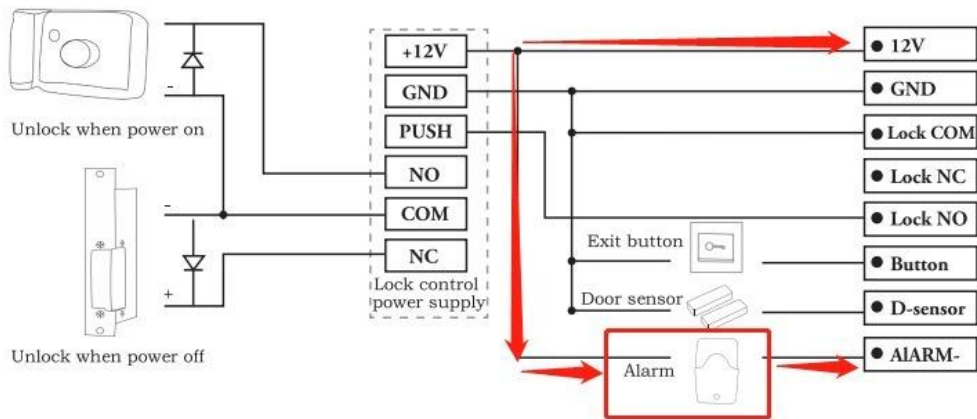 -
Unlock when power on
-
+
Unlock when power off
+12V
GND
PUSH
NO
COM
NC
Lock control
power supply
Exit button
Door sensor
Alarm
12V
GND
Lock COM
Lock NC
Lock NO
Button
D-sensor
AlARM-